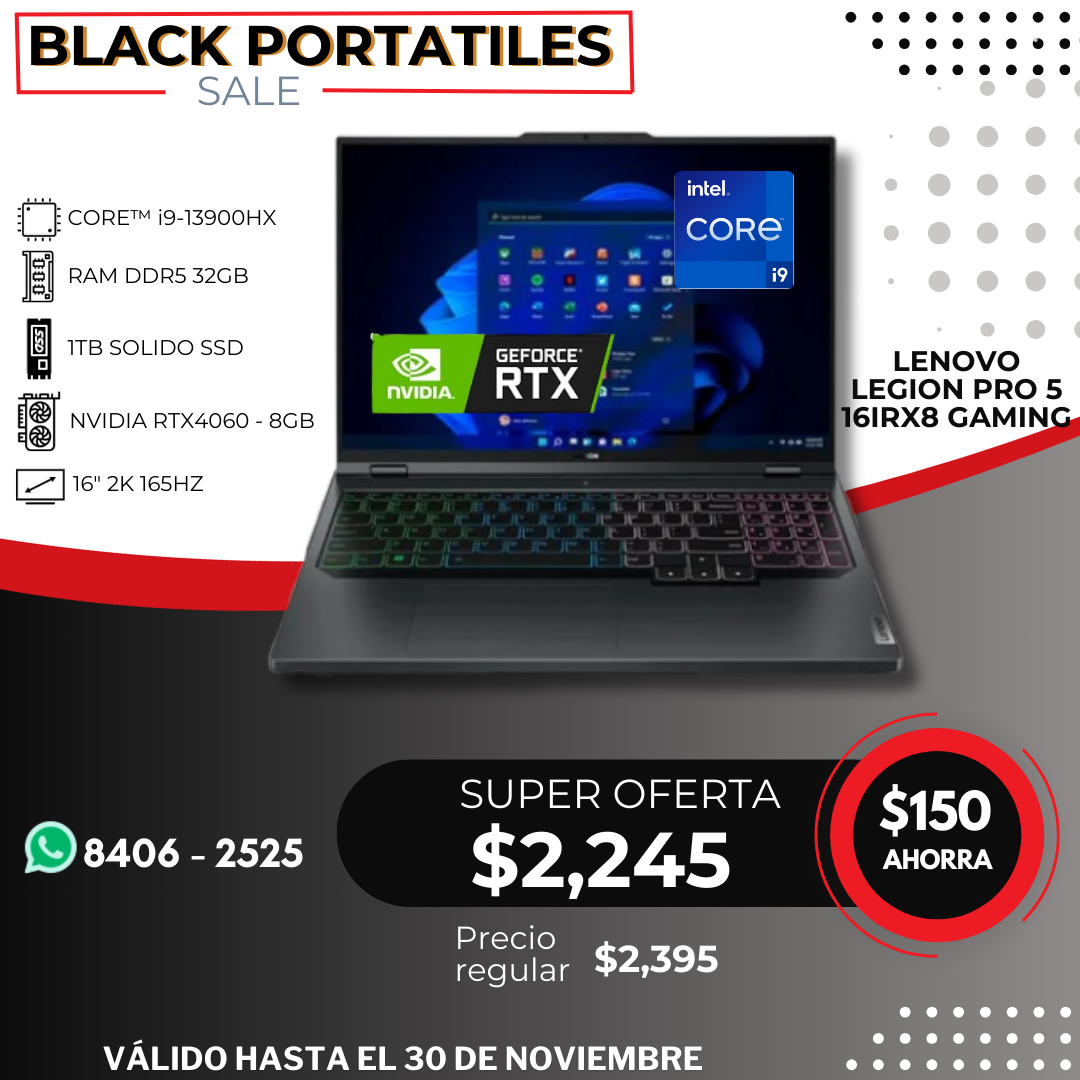 BLACK PORTATILES
SALE
CORE™ i9-13900HX
RAM DDR5 32GB
SSD
1TB SOLIDO SSD
NVIDIA RTX4060 - 8GB
16" 2K 165HZ
intel.
CORE
i9
NVIDIA.
GEFORCE®
RTX
LENOVO
LEGION PRO 5
16IRX8 GAMING
Lenovo
SUPER OFERTA
$2,245
$150
AHORRA
8406 - 2525
Precio
regular
$2,395
VÁLIDO HASTA EL 30 DE NOVIEMBRE